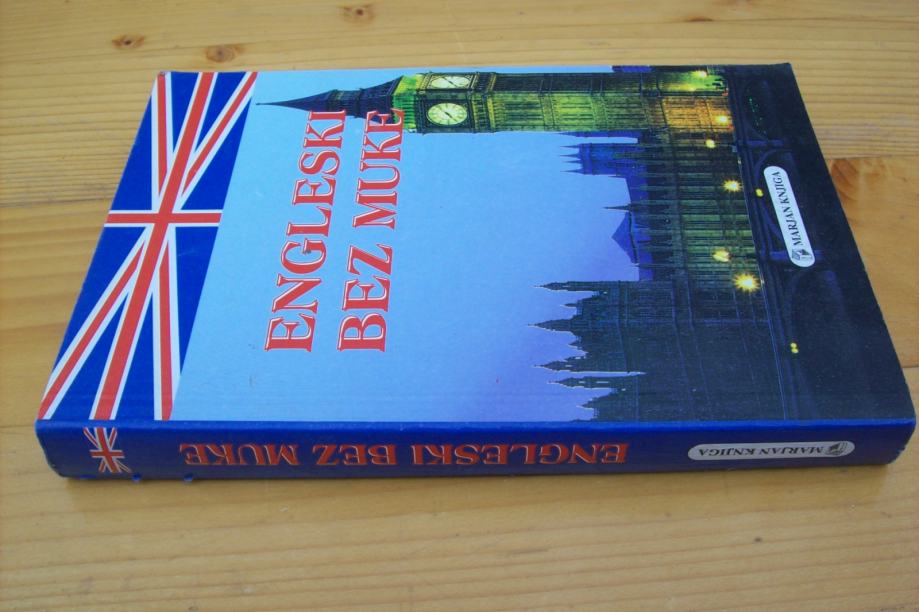 ENGLESKI
BEZ MUKE
MARJAN KNJIGA
ENGLESKI BEZ MUKE
MARJAN KNJIGA